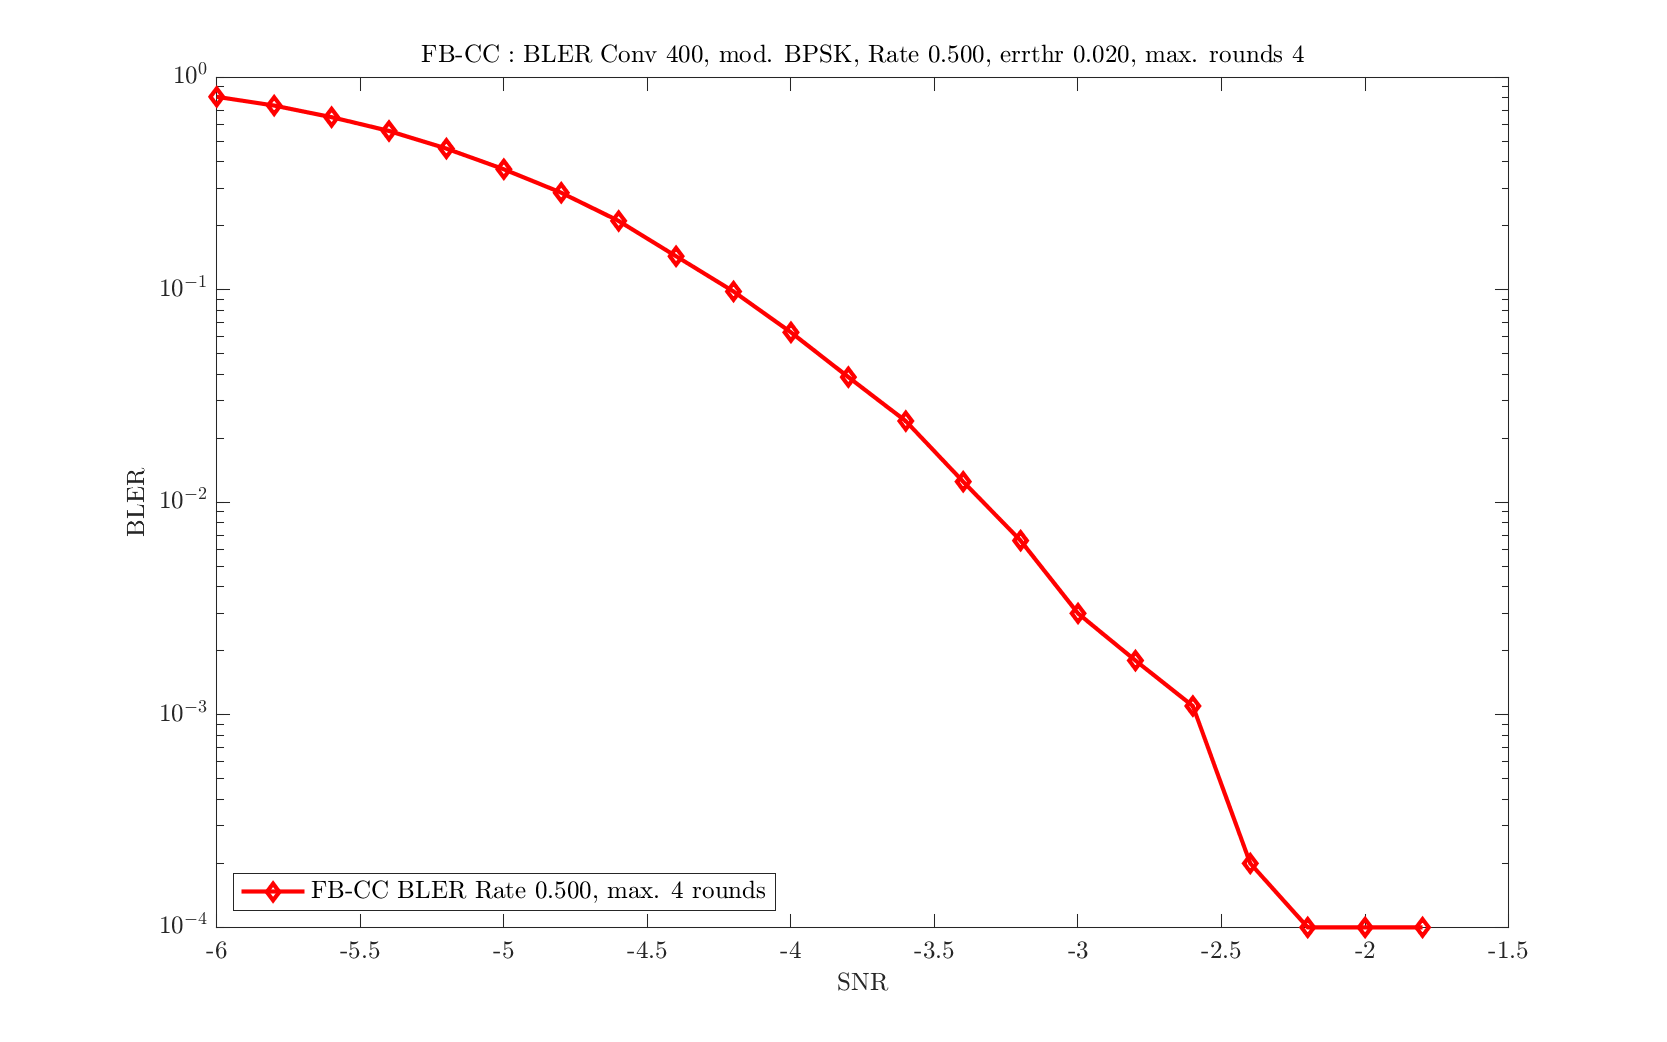 FB-CC : BLER Conv 400, mod. BPSK, Rate 0.500, errthr 0.020, max. rounds 4
10^0
10^-1
10^-2
10^-3
10^-4
BLER
FB-CC BLER Rate 0.500, max. 4 rounds
-6 -5.5 -5 -4.5 -4 -3.5 -3 -2.5 -2 -1.5
SNR